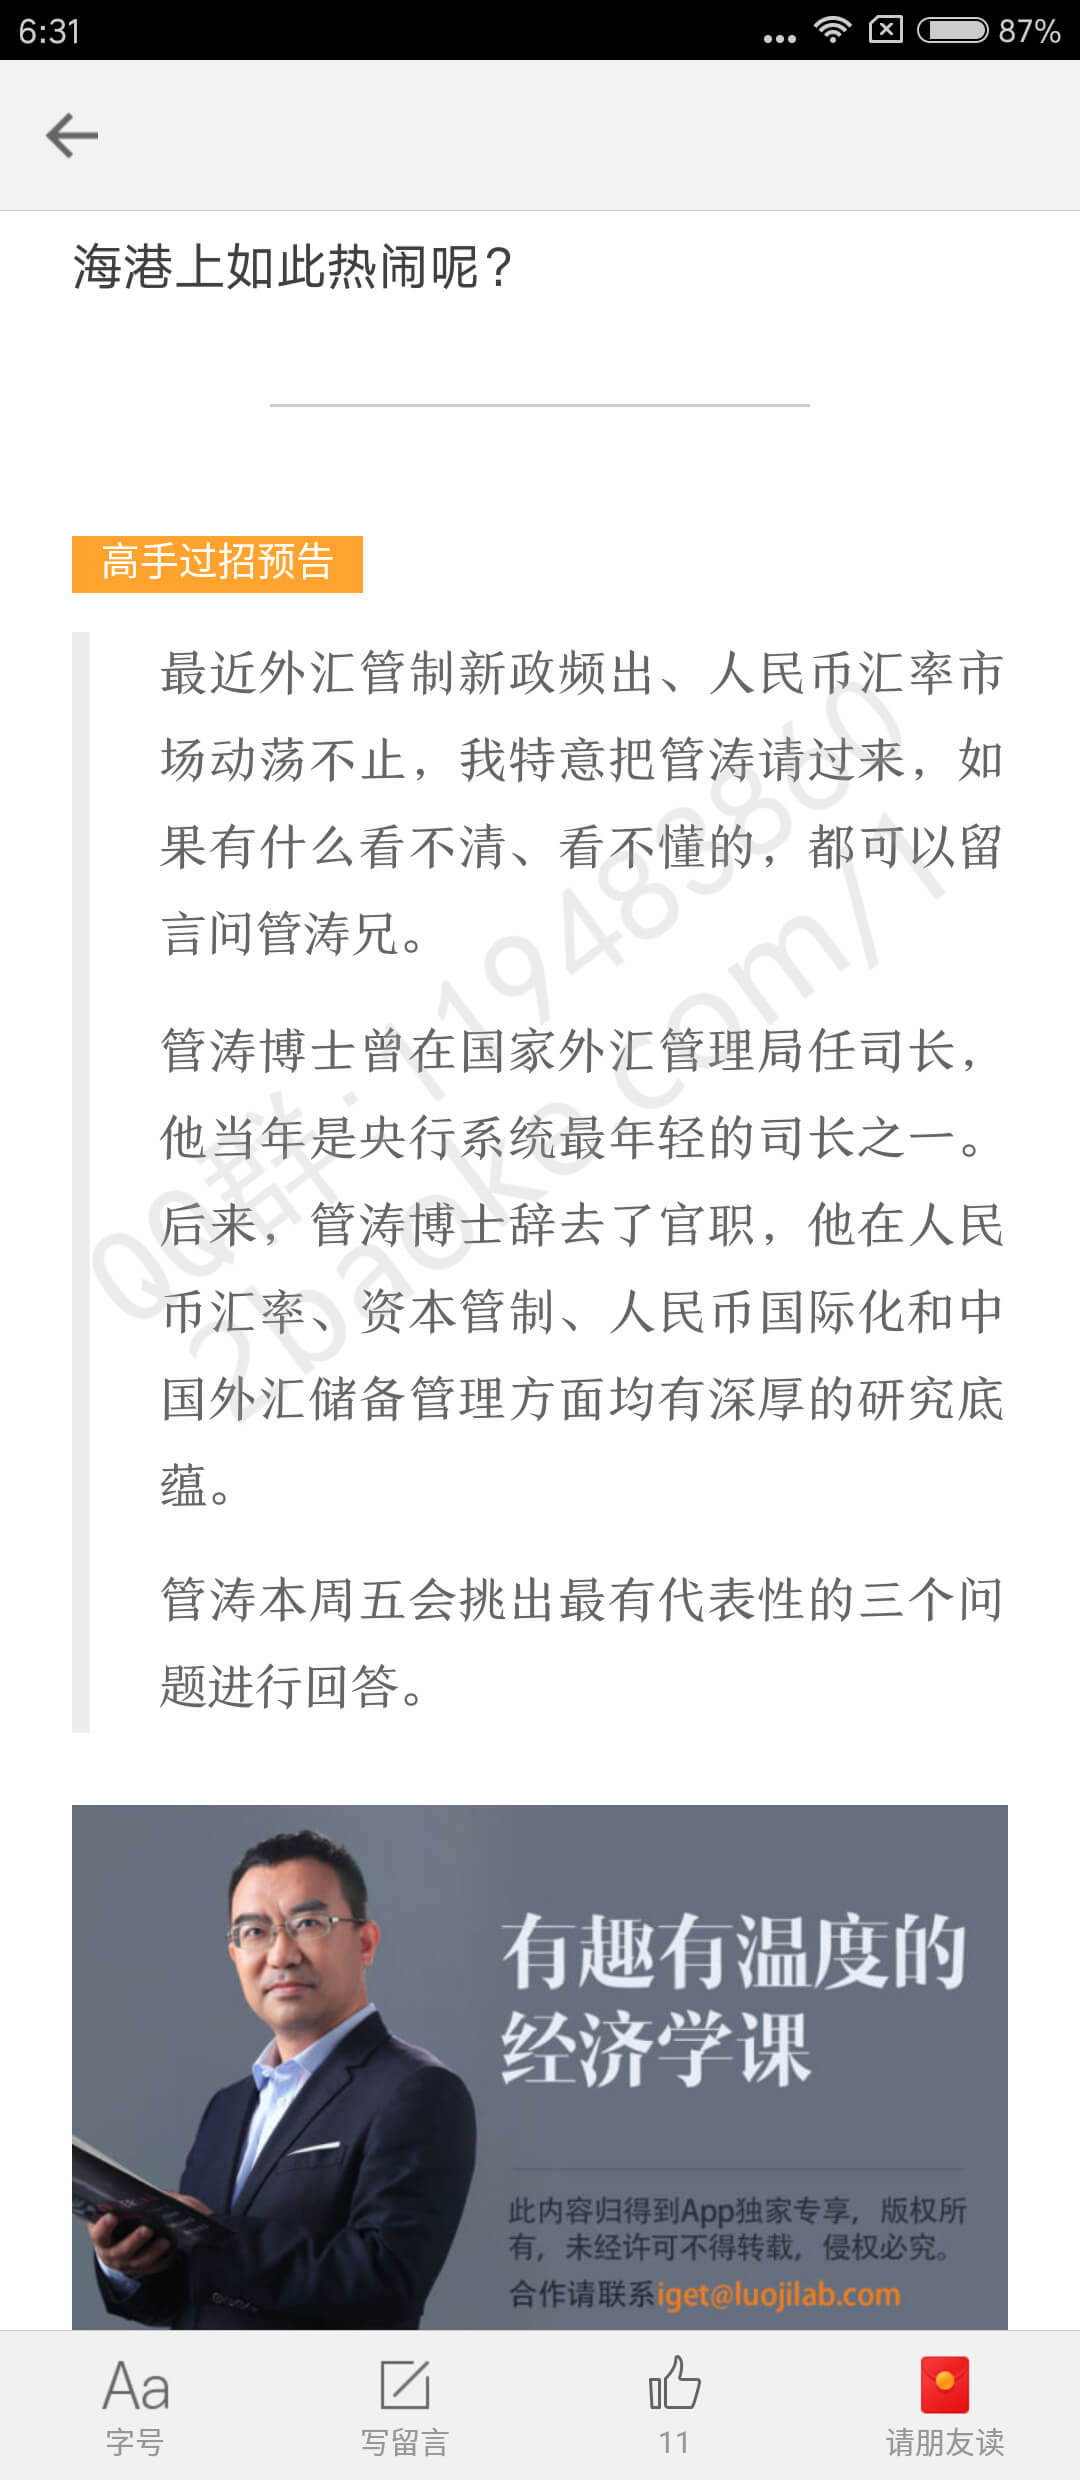 6:31
87%
海港上如此热闹呢？
高手过招预告
最近外汇管制新政频出、人民币汇率市
场动荡不止，我特意把管涛请过来，如
果有什么看不清、看不懂的，都可以留
言问管涛兄。
管涛博士曾在国家外汇管理局任司长，
他当年是央行系统最年轻的司长之一。
后来，管涛博士辞去了官职，他在人民
币汇率、资本管制、人民币国际化和中
国外汇储备管理方面均有深厚的研究底
蕴。
管涛本周五会挑出最有代表性的三个问
题进行回答。
QQ群:11948​3860
2baoke.com/1
有趣有温度的
经济学课
此内容归得到App独家专享，版权所
有，未经许可不得转载，侵权必究。
合作请联系iget@luojilab.com
Aa
字号
写留言
11
请朋友读